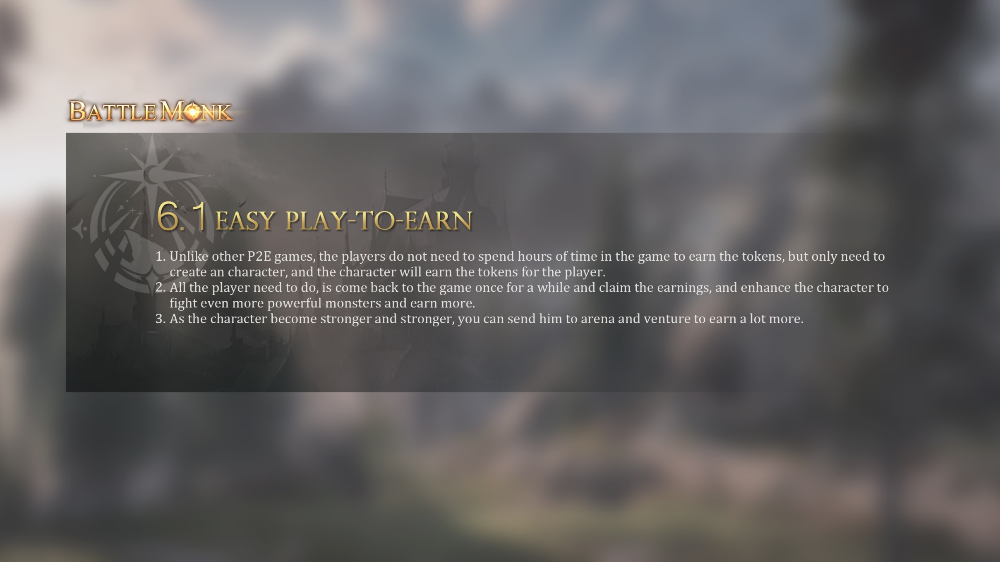 BATTLE MONK
6.1 EASY PLAY-TO-EARN
1. Unlike other P2E games, the players do not need to spend hours of time in the game to earn the tokens, but only need to
create an character, and the character will earn the tokens for the player.
2. All the player need to do, is come back to the game once for a while and claim the earnings, and enhance the character to
fight even more powerful monsters and earn more.
3. As the character become stronger and stronger, you can send him to arena and venture to earn a lot more.